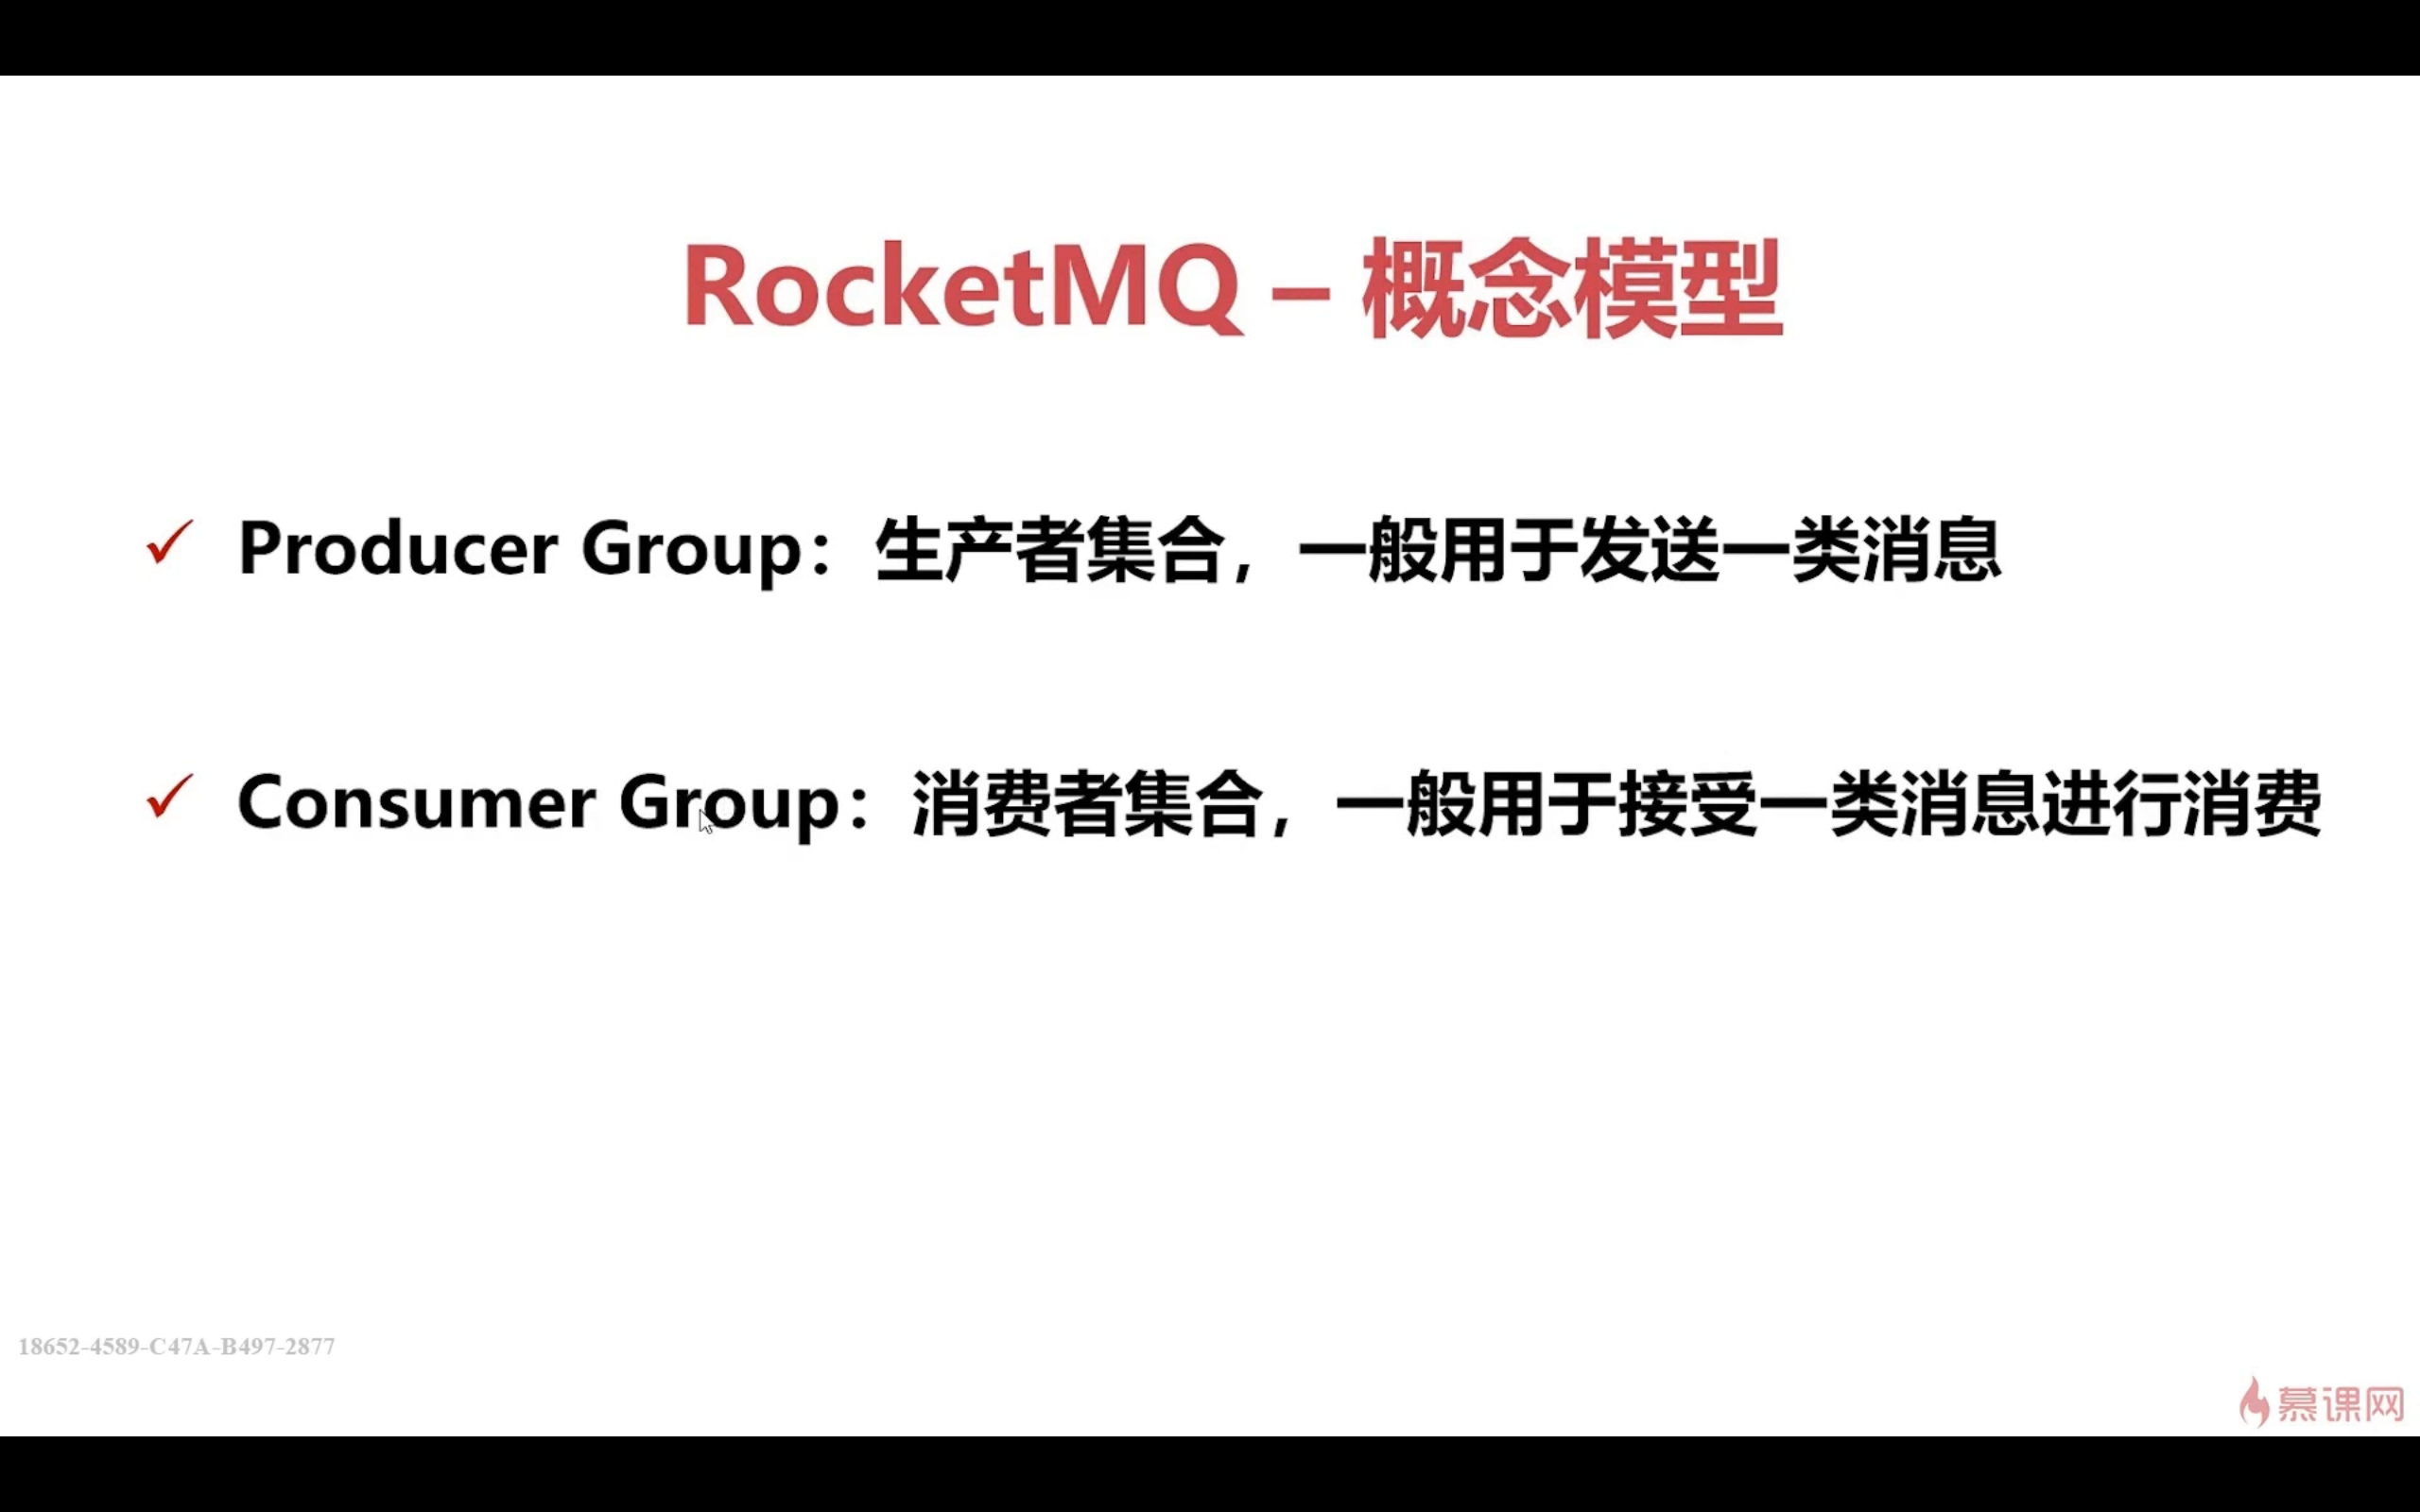 RocketMQ – 概念模型
Producer Group：生产者集合，一般用于发送一类消息
Consumer Group：消费者集合，一般用于接受一类消息进行消费
18652-4589-C47A-B497-2877
慕课网